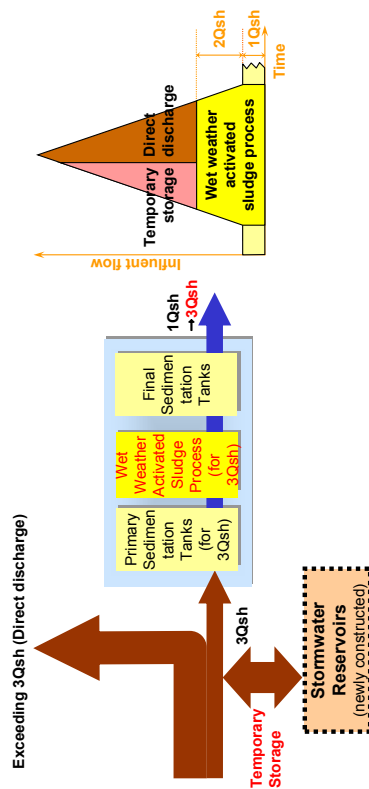 Exceeding 3Qsh (Direct discharge)
Temporary
Storage
3Qsh
Stormwater
Reservoirs
(newly constructed)
Primary
Sedimen
tation
Tanks
(for
3Qsh)
Wet
Weather
Activated
Sludge
Process
(for
3Qsh)
Final
Sedimen
tation
Tanks
1Qsh
→3Qsh
Influent flow
Temporary
storage
Direct
discharge
Wet weather
activated
sludge process
2Qsh
1Qsh
Time